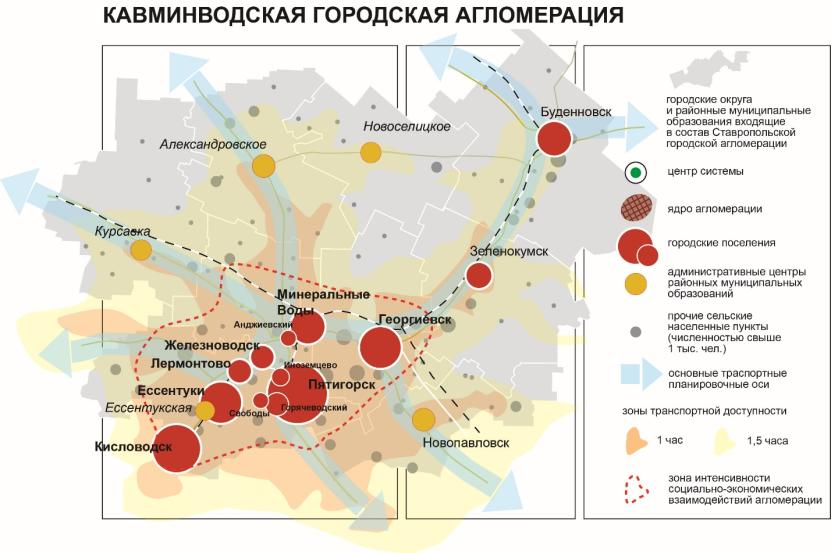 КАВМИНВОДСКАЯ ГОРОДСКАЯ АГЛОМЕРАЦИЯ
Буденновск
Новоселицкое
Александровское
Курсавка
Зеленокумск
Минеральные
Воды
Анджиевский
Георгиевск
Железноводск
Лермонтово
Иноземцево
Пятигорск
Ессентуки
Ессентукская
Свободы
Горячеводский
Новопавловск
Кисловодск
городские округа
и районные муниципальные
образования входящие
в состав Ставропольской
городской агломерации
центр системы
ядро агломерации
городские поселения
административные центры
районных муниципальных
образований
прочие сельские
населенные пункты
(численностью свыше
1 тыс. чел.)
основные траспортные
планировочные оси
зоны транспортной доступности
1 час
1,5 часа
зона интенсивности
социально-экономических
взаимодействий агломерации